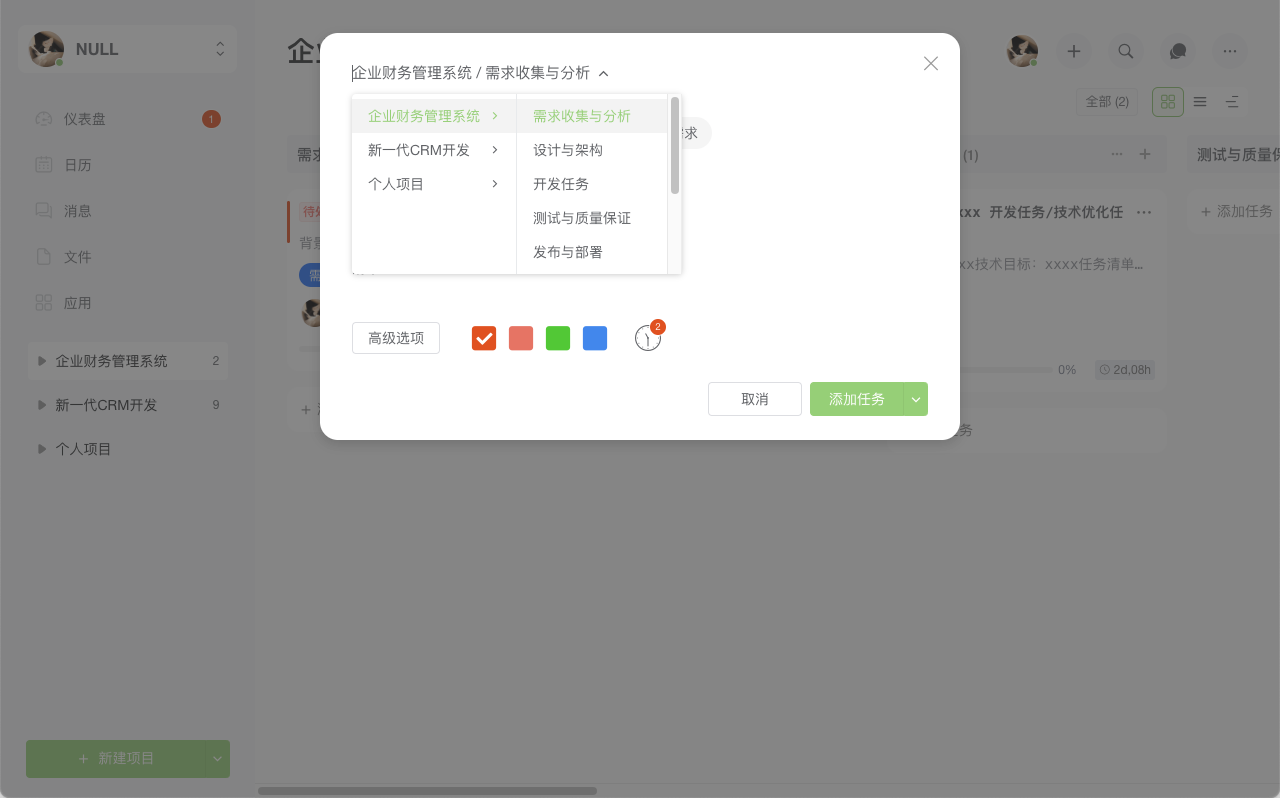 NULL
仪表盘
1
日历
消息
文件
应用
企业财务管理系统
2
新一代CRM开发
9
个人项目
新建项目
企业财务管理系统 / 需求收集与分析
企业财务管理系统
新一代CRM开发
个人项目
需求收集与分析
设计与架构
开发任务
测试与质量保证
发布与部署
求
高级选项
2
取消
添加任务
全部 (2)
需求
(1)
测试与质量保
待处
背景
需
xxx 开发任务/技术优化任
xx技术目标：xxxx任务清单...
0%
2d,08h
添加任务
务